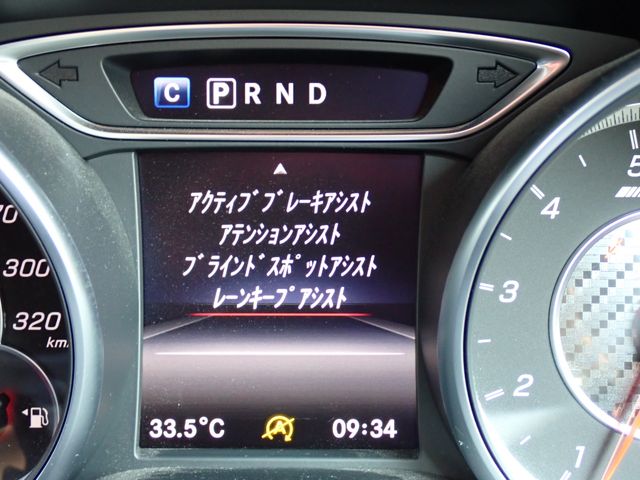 C P R N D
ｱｸﾃｨﾌﾞﾌﾞﾚｰｷｱｼｽﾄ
ｱﾃﾝｼｮﾝｱｼｽﾄ
ﾌﾞﾗｲﾝﾄﾞｽﾎﾟｯﾄｱｼｽﾄ
ﾚｰﾝｷｰﾌﾟｱｼｽﾄ
33.5°C A 09:34
300
320
km/
5
4
3
2